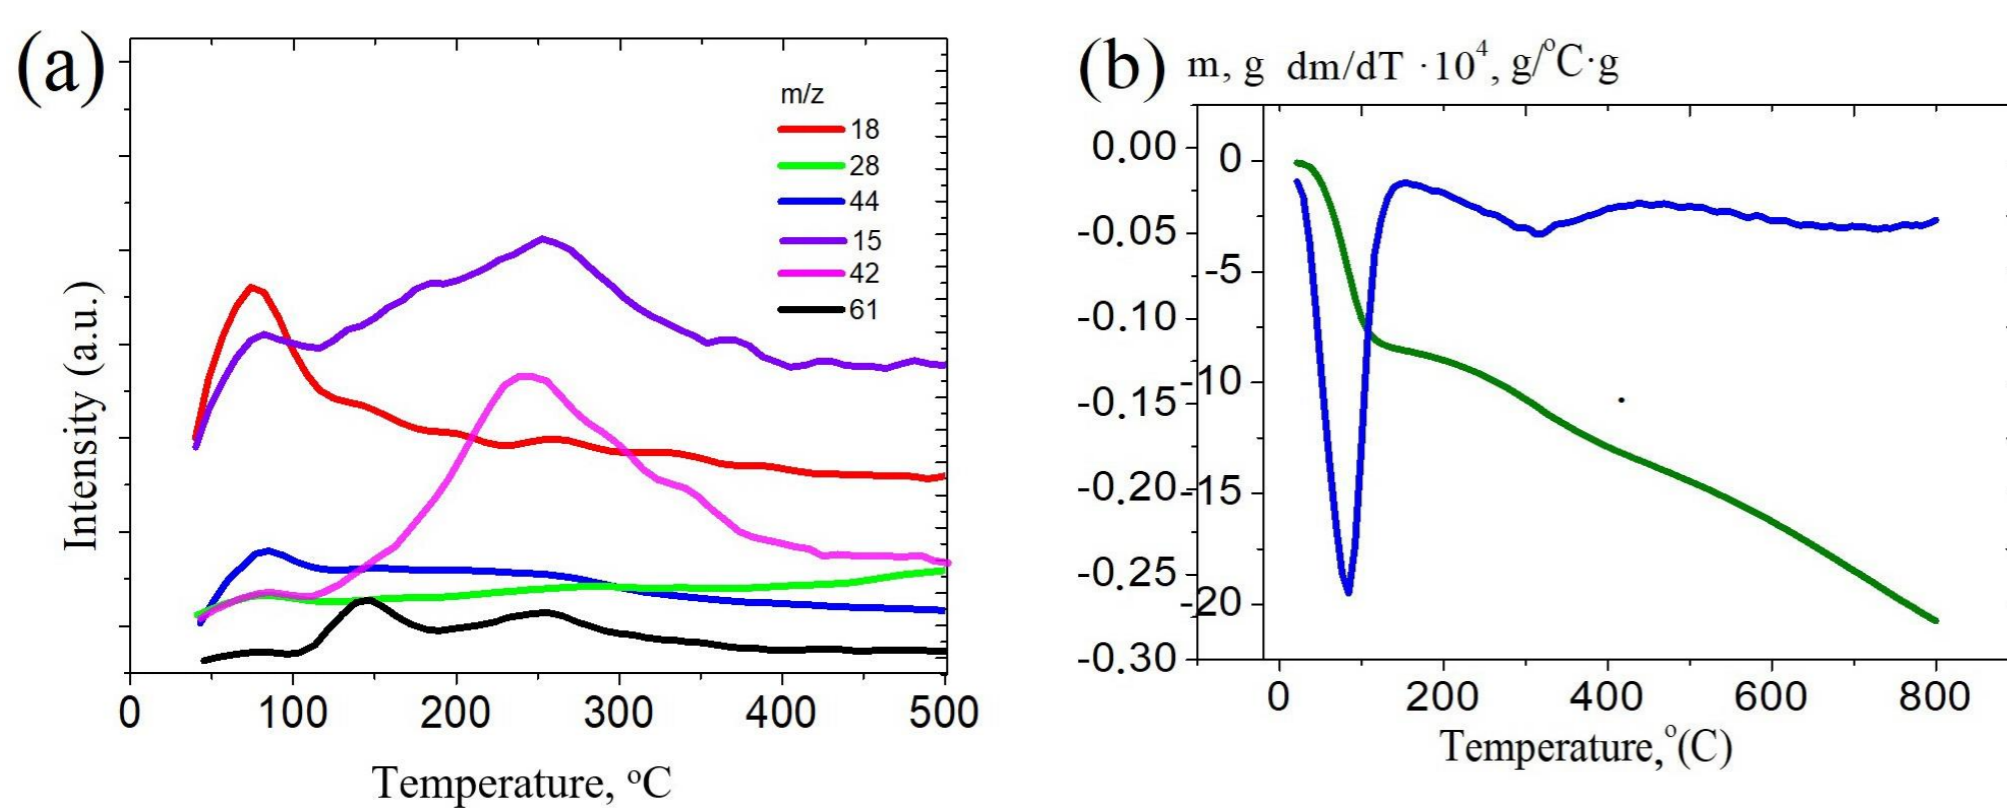 (a)
m/z
18
28
44
15
42
61
Intensity (a.u.)
0 100 200 300 400 500
Temperature, °C
(b) m, g dm/dT ·10⁴, g/°C·g
0.00
-0.05
-0.10
-0.15
-0.20
-0.25
-0.30
0
-5
-10
-15
-20
0 200 400 600 800
Temperature,°(C)